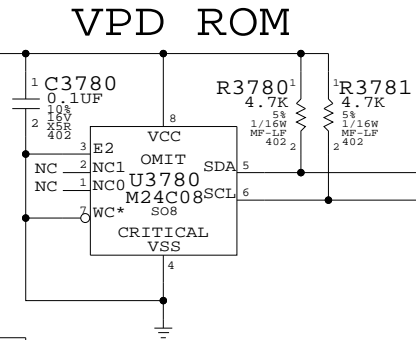 VPD ROM
1 C3780
0.1UF
10%
16V
X5R
2 402
R3780 1
4.7K
5%
1/16W
MF-LF
402 2
1 R3781
4.7K
5%
1/16W
MF-LF
2 402
8
VCC
OMIT
3 E2
NC 2 NC1
NC 1 NC0
7 WC*
U3780
M24C08
SO8
SDA 5
SCL 6
CRITICAL
VSS
4